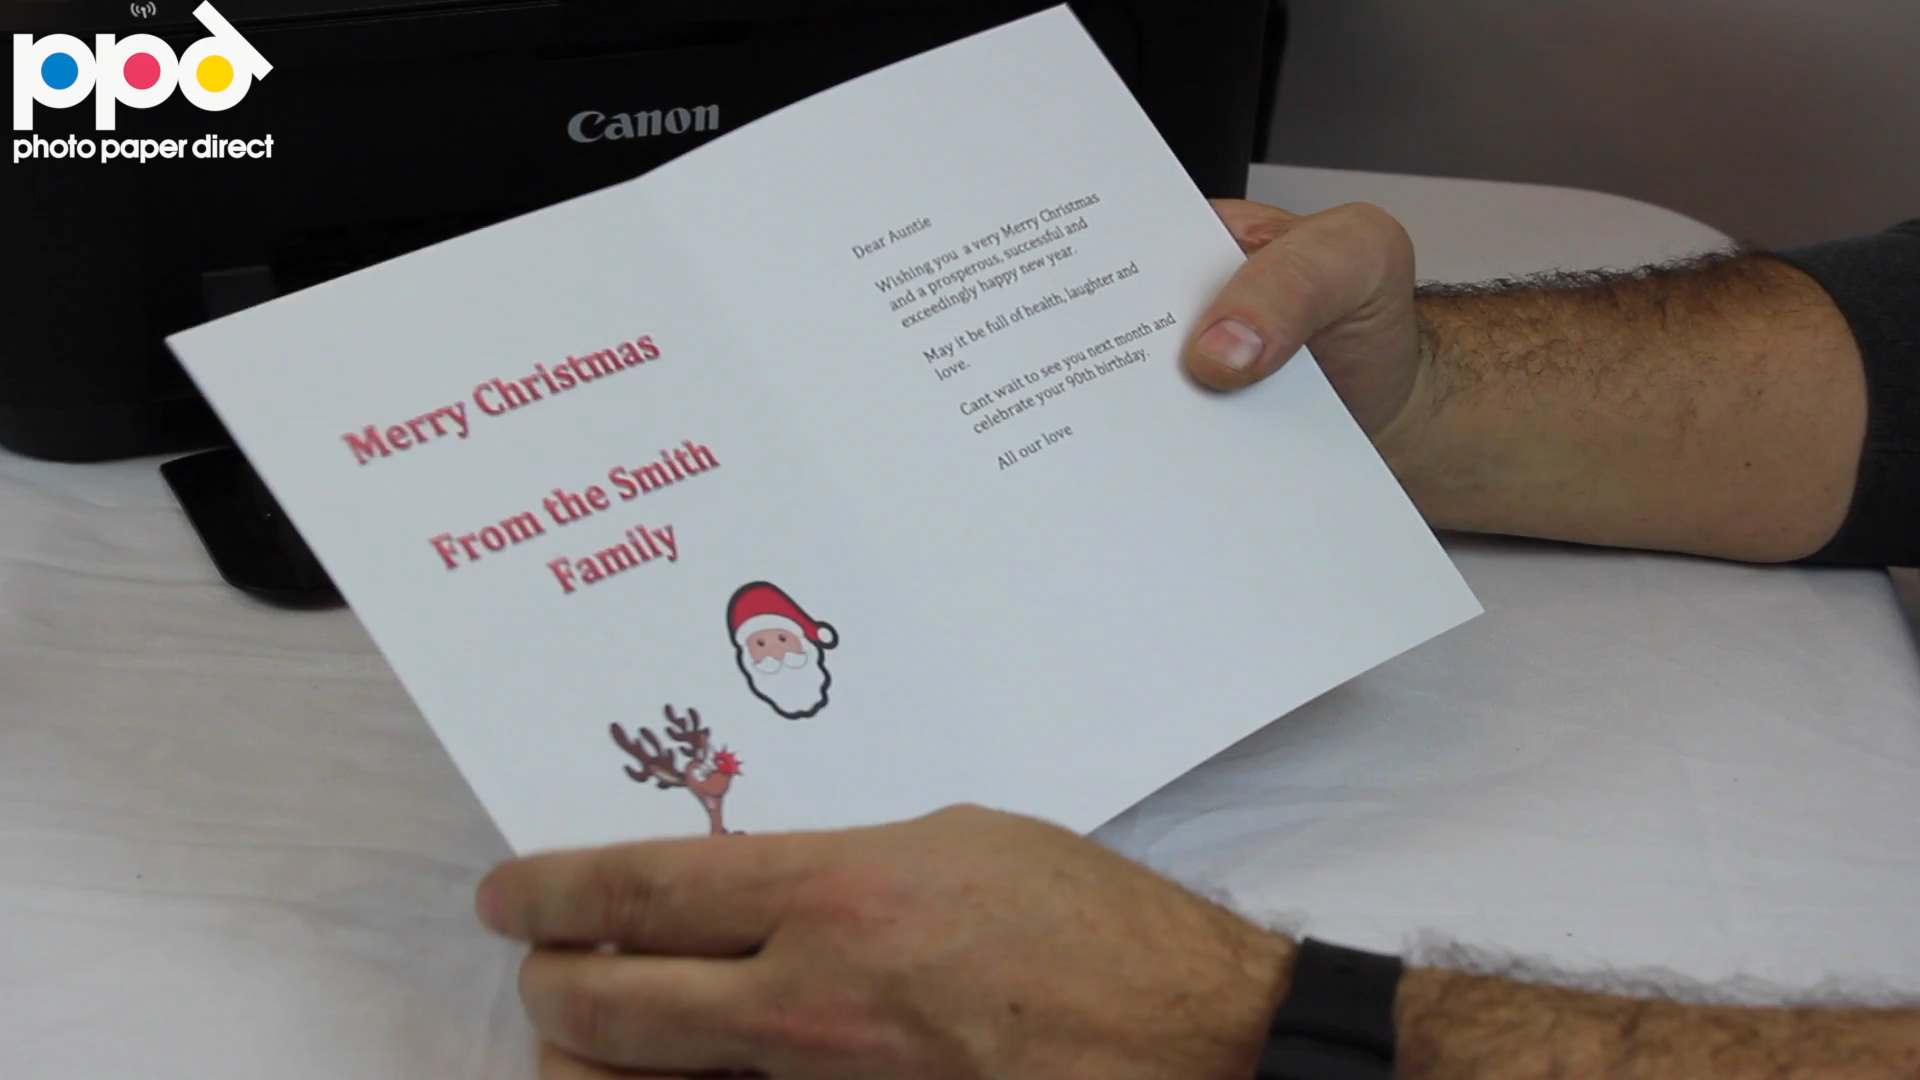 ppd
photo paper direct
Canon
Merry Christmas
From the Smith
Family
Dear Auntie
Wishing you a very Merry Christmas
and a prosperous, successful and
exceedingly happy new year.
May it be full of health, laughter and
love.
Cant wait to see you next month and
celebrate your 90th birthday.
All our love